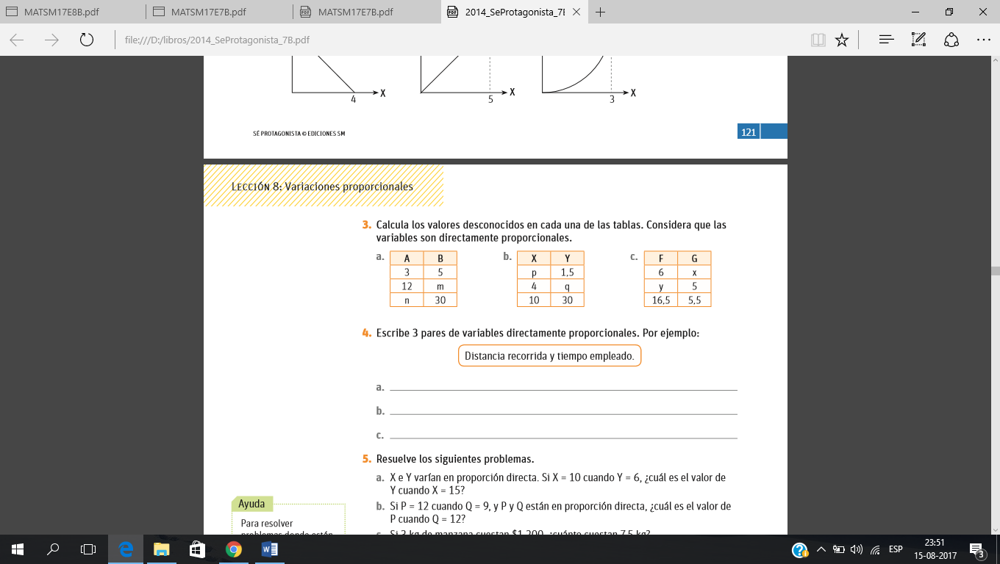 MATSM17E8B.pdf
MATSM17E7B.pdf
MATSM17E7B.pdf
2014_SeProtagonista_7
file:///D:/libros/2014_SeProtagonista_7B.pdf
4 X
5 X
3 X
SÉ PROTAGONISTA © EDICIONES SM
121
LECCIÓN 8: Variaciones proporcionales
3. Calcula los valores desconocidos en cada una de las tablas. Considera que las
variables son directamente proporcionales.
a.
A B
3 5
12 m
n 30
b.
X Y
p 1,5
4 q
10 30
c.
F G
6 x
y 5
16,5 5,5
4. Escribe 3 pares de variables directamente proporcionales. Por ejemplo:
Distancia recorrida y tiempo empleado.
a.
b.
c.
5. Resuelve los siguientes problemas.
a. X e Y varían en proporción directa. Si X = 10 cuando Y = 6, ¿cuál es el valor de
Y cuando X = 15?
b. Si P = 12 cuando Q = 9, y P y Q están en proporción directa, ¿cuál es el valor de
P cuando Q = 12?
Ayuda
Para resolver
problemas donde están
c. Si 3 kg de manzana cuestan $1.200, ¿cuánto cuestan 7,5 kg?
ESP
23:51
15-08-2017
3